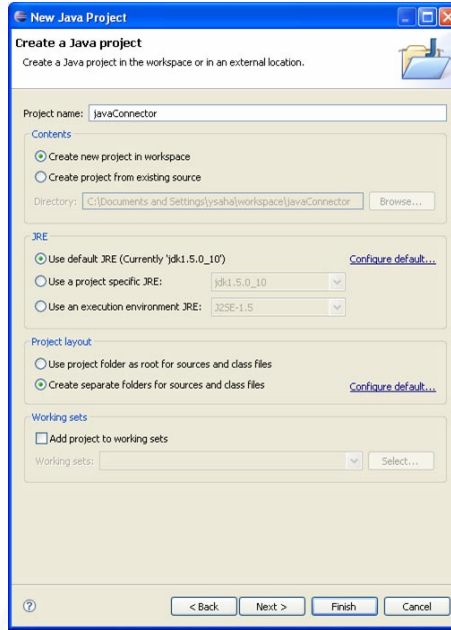 New Java Project
Create a Java project
Create a Java project in the workspace or in an external location.
Project name: javaConnector
Contents
Create new project in workspace
Create project from existing source
Directory: C:\Documents and Settings\ysaha\workspace\javaConnector Browse...
JRE
Use default JRE (Currently 'jdk1.5.0_10') Configure default...
Use a project specific JRE: jdk1.5.0_10
Use an execution environment JRE: J2SE-1.5
Project layout
Use project folder as root for sources and class files
Create separate folders for sources and class files Configure default...
Working sets
Add project to working sets
Working sets: Select...
? < Back Next > Finish Cancel